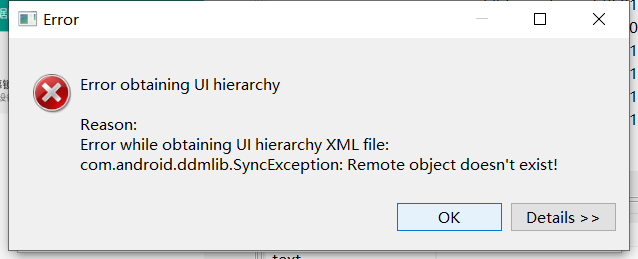 Error
Error obtaining UI hierarchy
Reason:
Error while obtaining UI hierarchy XML file:
com.android.ddmlib.SyncException: Remote object doesn't exist!
OK
Details >>
text